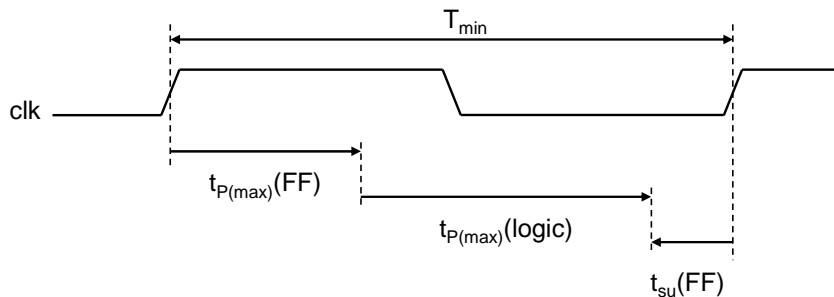 T_min
clk
t_P(max)(FF)
t_P(max)(logic)
t_su(FF)